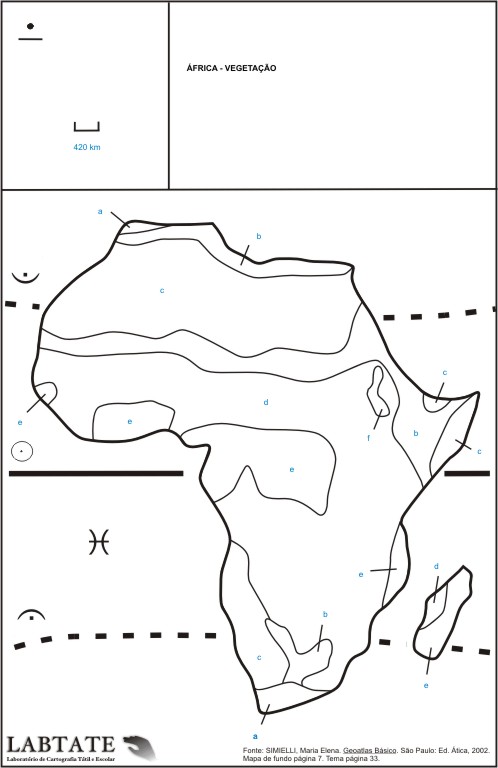 ÁFRICA - VEGETAÇÃO
420 km
a
b
c
c
e
e
d
f
b
c
e
e
d
b
c
e
a
LABTATE
Laboratório de Cartografia Tátil e Escolar
Fonte: SIMIELLI, Maria Elena. Geoatlas Básico. São Paulo: Ed. Ática, 2002.
Mapa de fundo página 7. Tema página 33.